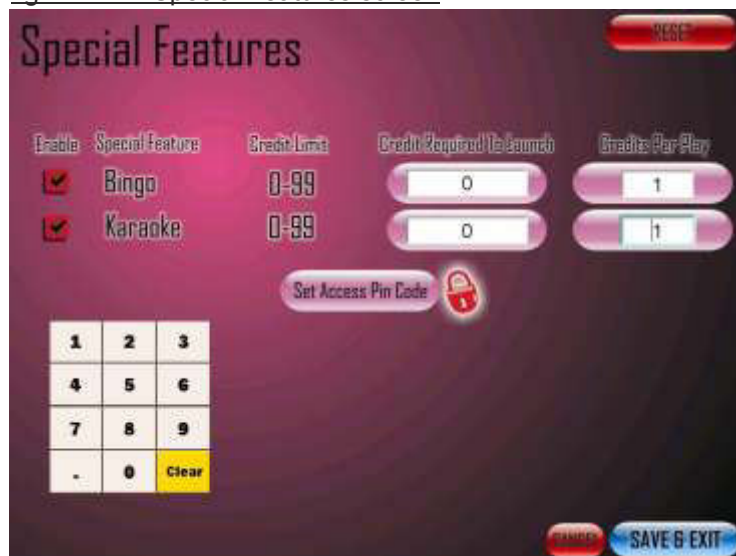 Special Features
RESET
Enable Special Feature Credit Limit Credit Required To Launch Credits Per Play
Bingo 0-99 0 1
Karaoke 0-99 0 1
Set Access Pin Code
1 2 3
4 5 6
7 8 9
. 0 Clear
CANCEL SAVE & EXIT